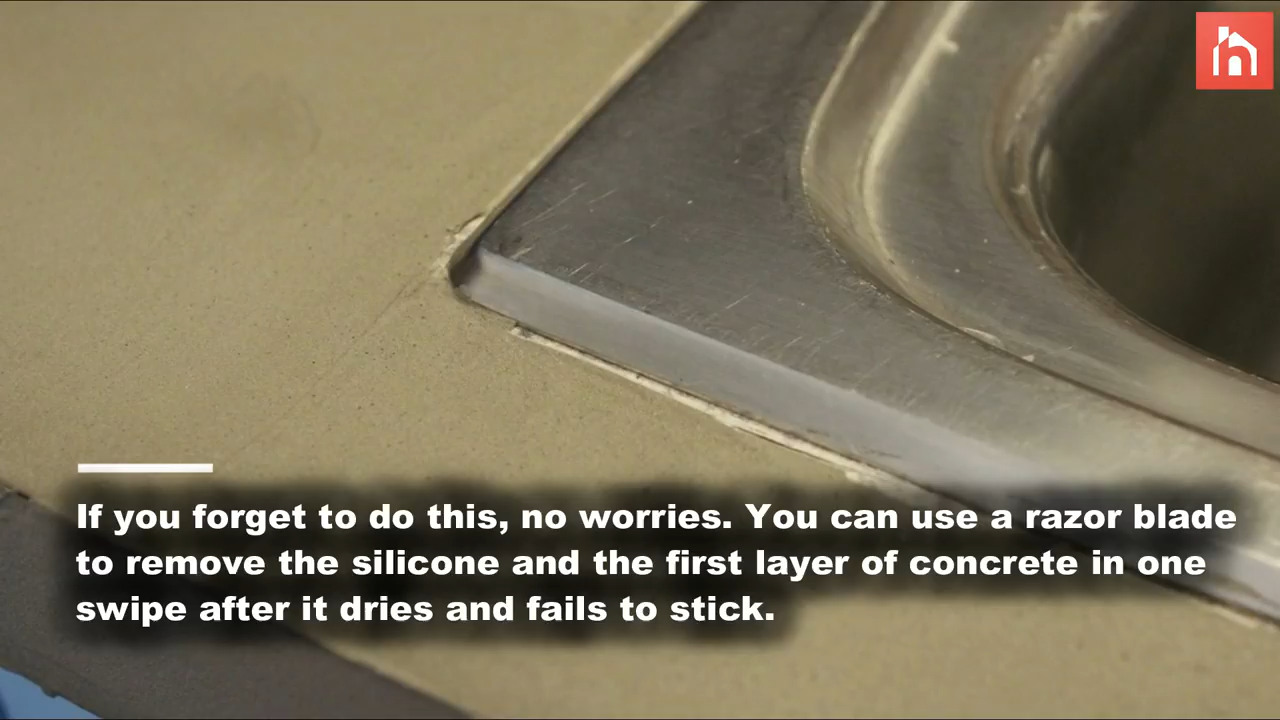 If you forget to do this, no worries. You can use a razor blade
to remove the silicone and the first layer of concrete in one
swipe after it dries and fails to stick.